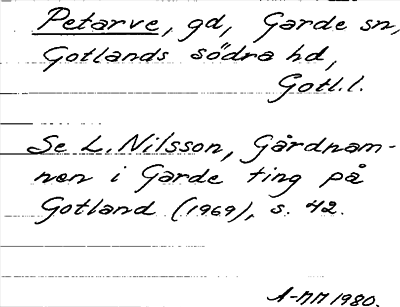 Petarve, gd, Garde sn,
Gotlands södra hd,
Gotl.l.
Se L. Nilsson, Gårdnam-
nen i Garde ting på
Gotland (1969), s. 42.
A-MM 1980.